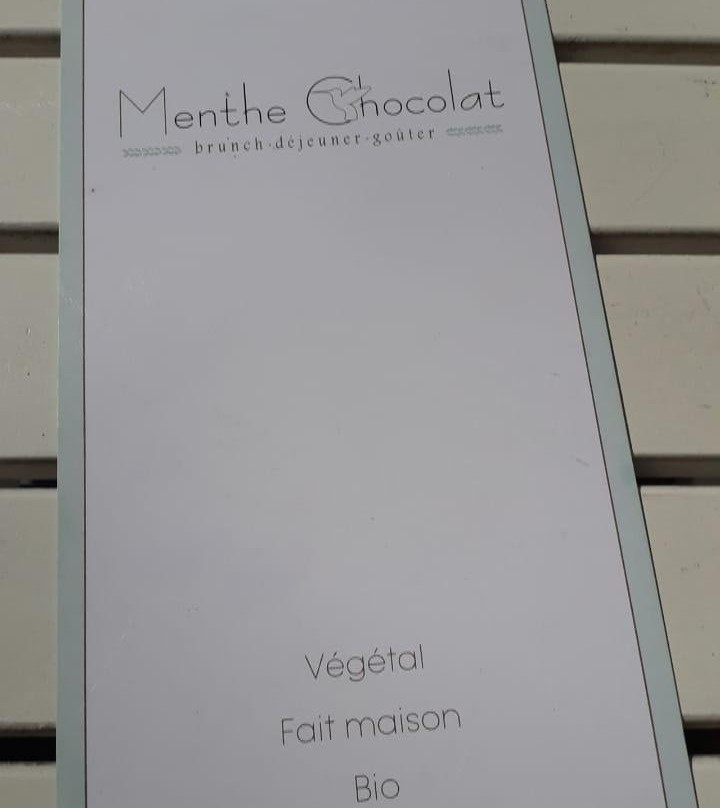 Menthe Chocolat
brunch·déjeuner·goûter
Végétal
Fait maison
Bio